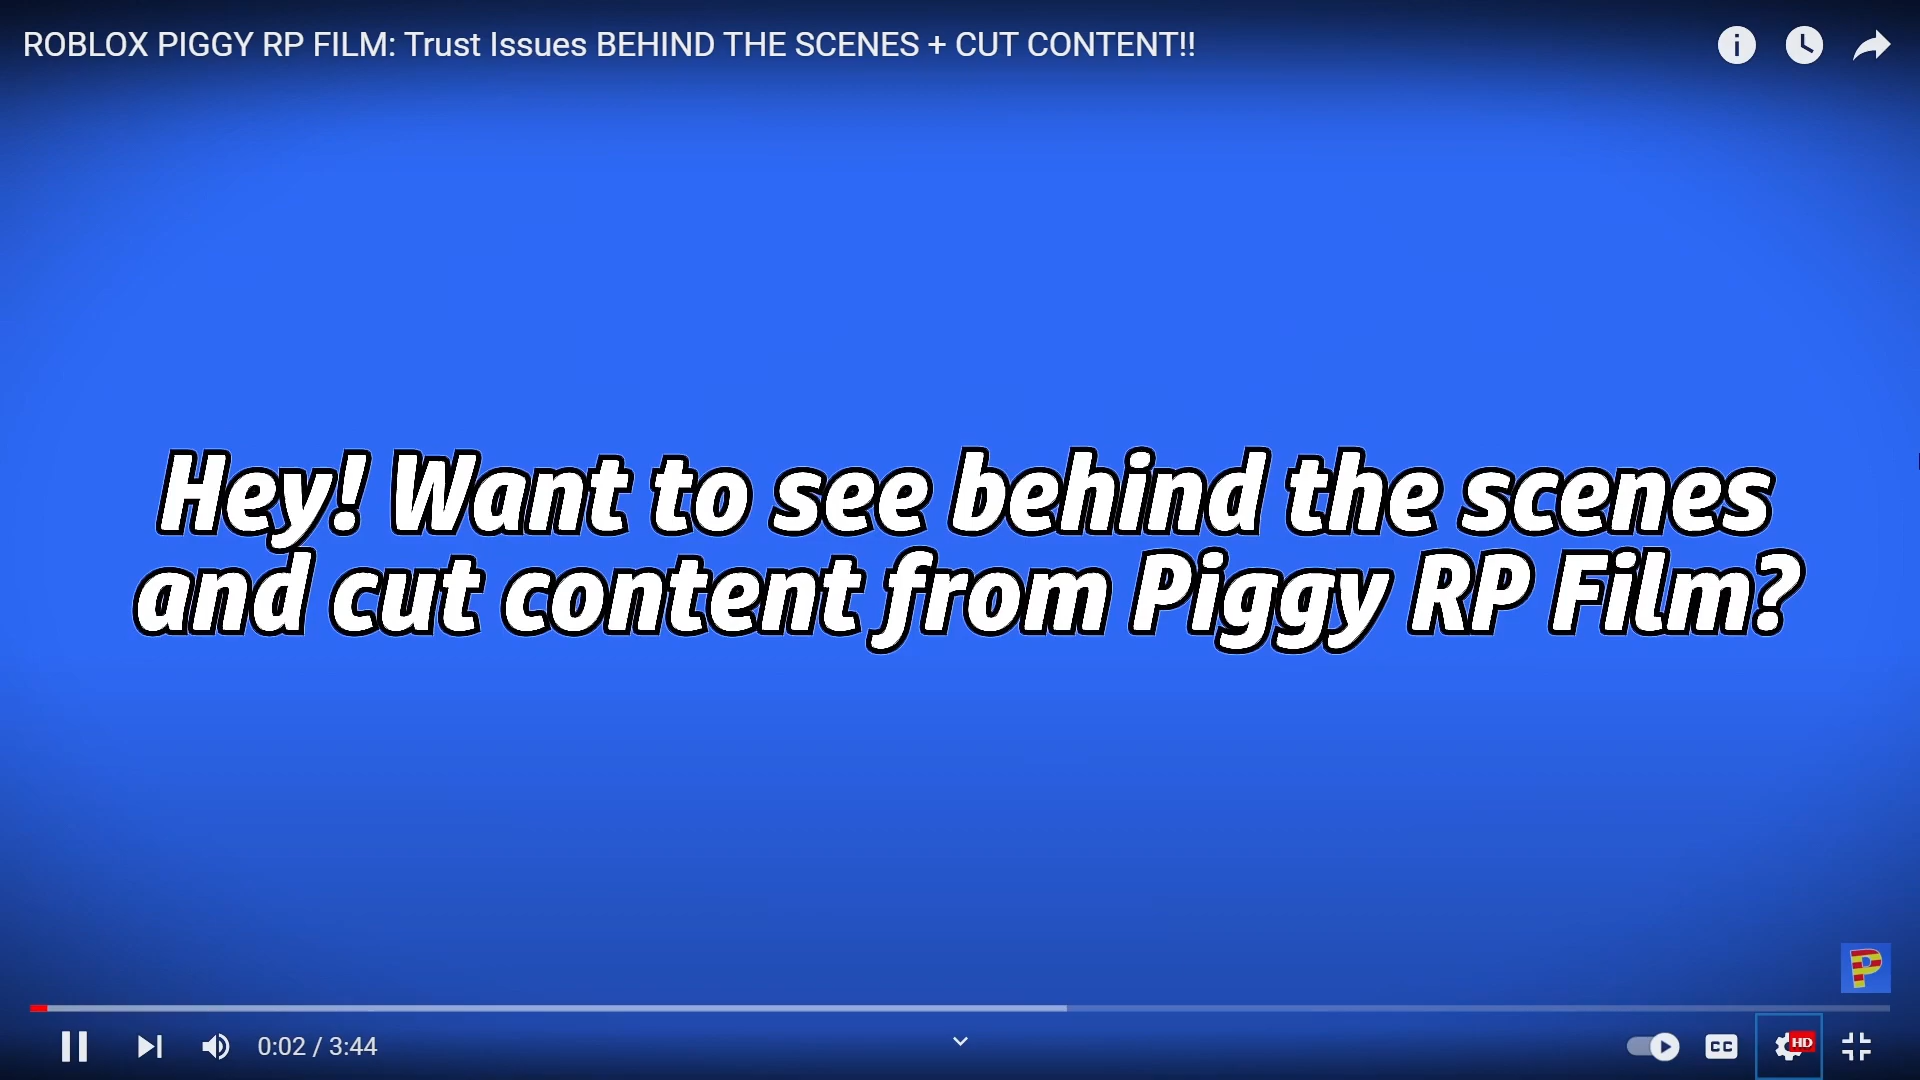 ROBLOX PIGGY RP FILM: Trust Issues BEHIND THE SCENES + CUT CONTENT!!
Hey! Want to see behind the scenes
and cut content from Piggy RP Film?
P
0:02 / 3:44
CC
HD